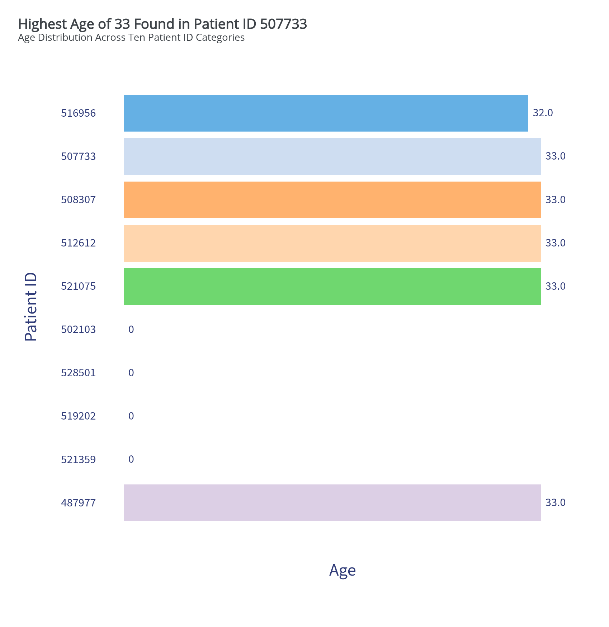 Highest Age of 33 Found in Patient ID 507733
Age Distribution Across Ten Patient ID Categories
516956 32.0
507733 33.0
508307 33.0
512612 33.0
521075 33.0
502103 0
528501 0
519202 0
521359 0
487977 33.0
Patient ID
Age